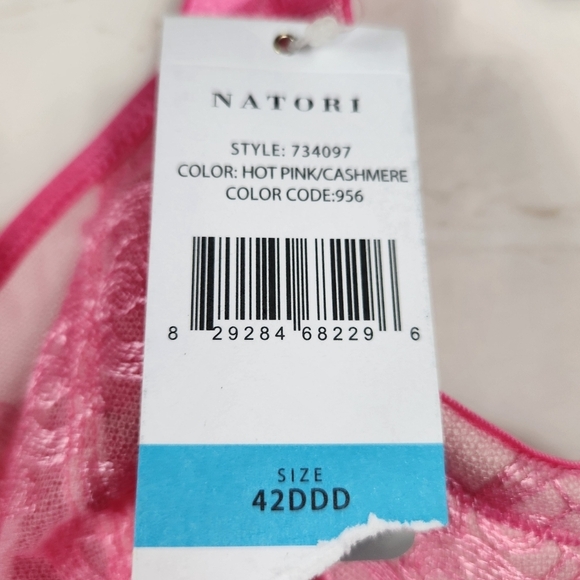 NATORI
STYLE: 734097
COLOR: HOT PINK/CASHMERE
COLOR CODE:956
8 29284 68229 6
SIZE
42DDD